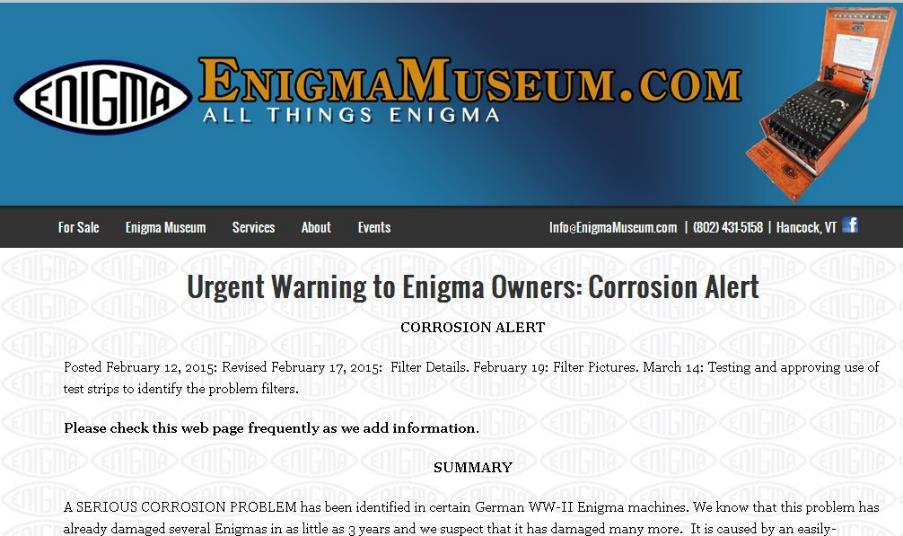 ENIGMA ENIGMAMUSEUM.COM
ALL THINGS ENIGMA
For Sale Enigma Museum Services About Events Info@EnigmaMuseum.com | (802) 431-5158 | Hancock, VT f
Urgent Warning to Enigma Owners: Corrosion Alert
CORROSION ALERT
Posted February 12, 2015: Revised February 17, 2015: Filter Details. February 19: Filter Pictures. March 14: Testing and approving use of
test strips to identify the problem filters.
Please check this web page frequently as we add information.
SUMMARY
A SERIOUS CORROSION PROBLEM has been identified in certain German WW-II Enigma machines. We know that this problem has
already damaged several Enigmas in as little as 3 years and we suspect that it has damaged many more. It is caused by an easily-